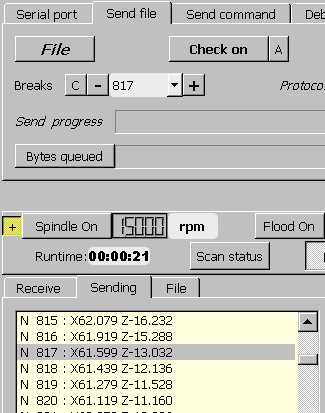 Serial port Send file Send command Deb
File Check on A
Breaks C - 817 + Protoco
Send progress
Bytes queued
+ Spindle On 15000 rpm Flood On
Runtime: 00:00:21 Scan status
Receive Sending File
N 815 : X62.079 Z-16.232
N 816 : X61.919 Z-15.288
N 817 : X61.599 Z-13.032
N 818 : X61.439 Z-12.136
N 819 : X61.279 Z-11.528
N 820 : X61.119 Z-11.160